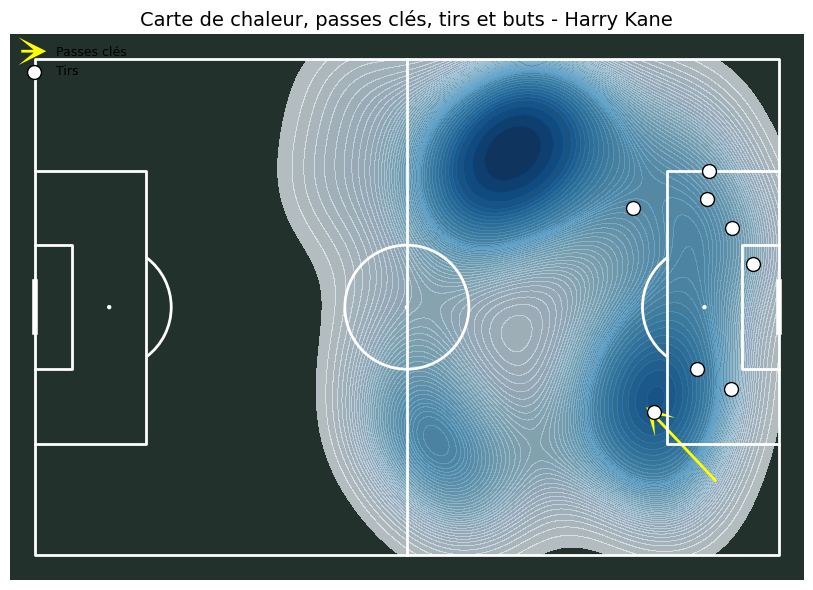 Carte de chaleur, passes clés, tirs et buts - Harry Kane
Passes clés
Tirs